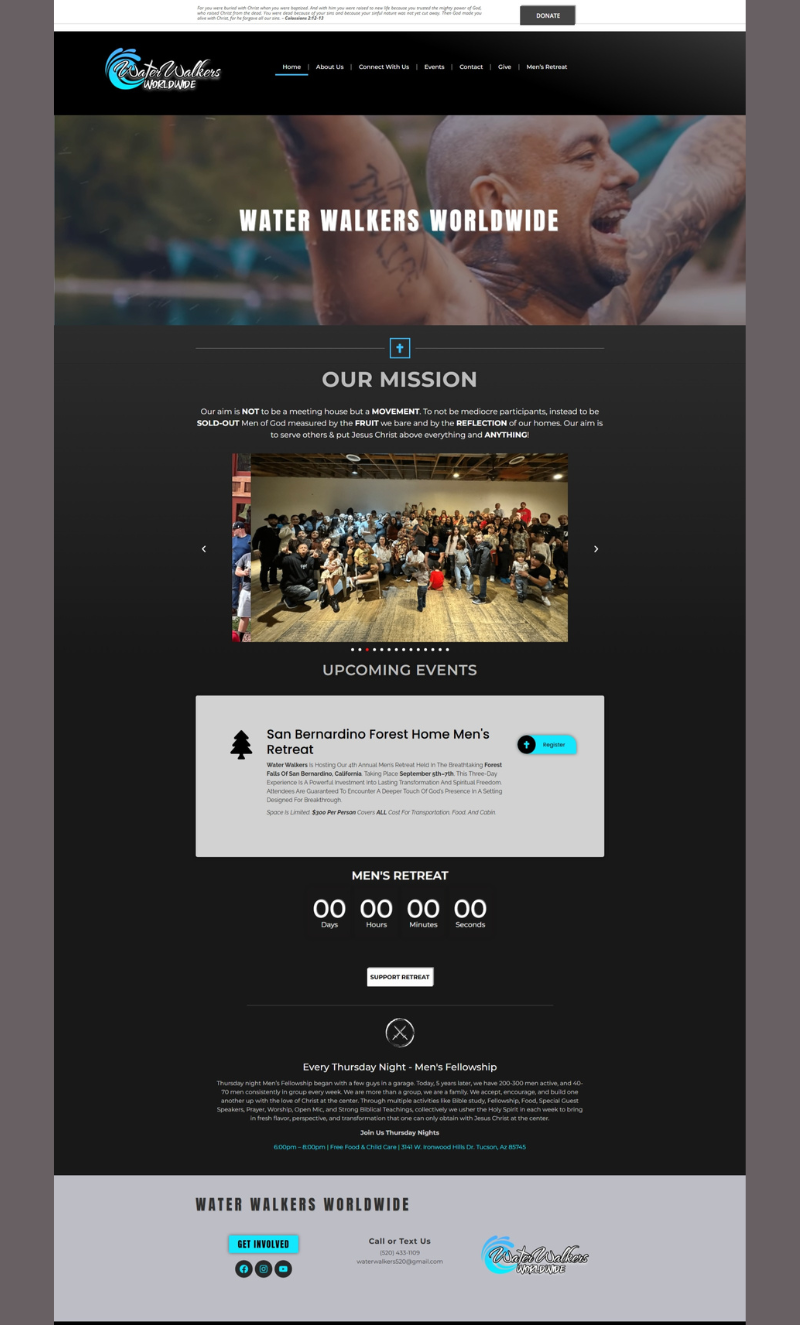 For you were buried with Christ when you were baptized. And with him you were raised to new life because you trusted the mighty power of God,
who raised Christ from the dead. You were dead because of your sins and because your sinful nature was not yet cut away. Then God made you
alive with Christ, for he forgave all our sins. – Colossians 2:12-13
DONATE
Water Walkers
WORLDWIDE
Home | About Us | Connect With Us | Events | Contact | Give | Men's Retreat
WATER WALKERS WORLDWIDE
OUR MISSION
Our aim is NOT to be a meeting house but a MOVEMENT. To not be mediocre participants, instead to be
SOLD-OUT Men of God measured by the FRUIT we bare and by the REFLECTION of our homes. Our aim is
to serve others & put Jesus Christ above everything and ANYTHING!
UPCOMING EVENTS
San Bernardino Forest Home Men's
Retreat
Register
Water Walkers Is Hosting Our 4th Annual Men's Retreat Held In The Breathtaking Forest
Falls Of San Bernardino, California. Taking Place September 5th–7th. This Three-Day
Experience Is A Powerful Investment Into Lasting Transformation And Spiritual Freedom.
Attendees Are Guaranteed To Encounter A Deeper Touch Of God's Presence In A Setting
Designed For Breakthrough.
Space Is Limited. $300 Per Person Covers ALL Cost For Transportation, Food, And Cabin.
MEN'S RETREAT
00 00 00 00
Days Hours Minutes Seconds
SUPPORT RETREAT
Every Thursday Night - Men's Fellowship
Thursday night Men's Fellowship began with a few guys in a garage. Today, 5 years later, we have 200-300 men active, and 40-
70 men consistently in group every week. We are more than a group, we are a family. We accept, encourage, and build one
another up with the love of Christ at the center. Through multiple activities like Bible study, Fellowship, Food, Special Guest
Speakers, Prayer, Worship, Open Mic, and Strong Biblical Teachings, collectively we usher the Holy Spirit in each week to bring
in fresh flavor, perspective, and transformation that one can only obtain with Jesus Christ at the center.
Join Us Thursday Nights
6:00pm – 8:00pm | Free Food & Child Care | 3141 W. Ironwood Hills Dr. Tucson, Az 85745
WATER WALKERS WORLDWIDE
GET INVOLVED
Call or Text Us
(520) 433-1109
waterwalkers520@gmail.com
Water Walkers
WORLDWIDE